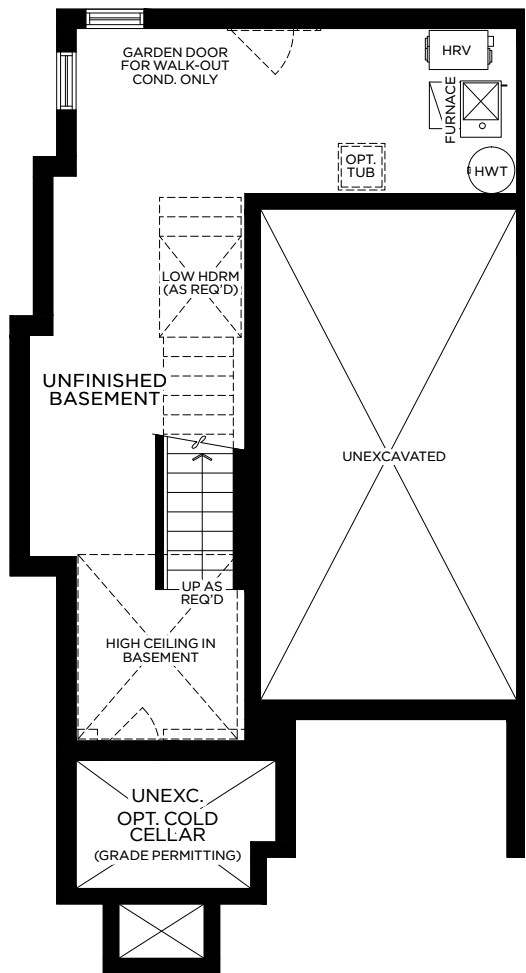 GARDEN DOOR
FOR WALK-OUT
COND. ONLY
HRV
FURNACE
OPT.
TUB
HWT
LOW HDRM
(AS REQ'D)
UNFINISHED
BASEMENT
UNEXCAVATED
UP AS
REQ'D
HIGH CEILING IN
BASEMENT
UNEXC.
OPT. COLD
CELLAR
(GRADE PERMITTING)